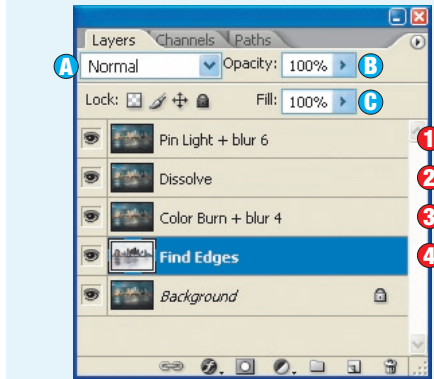 Layers Channels Paths
A Normal Opacity: 100% B
Lock: Fill: 100% C
Pin Light + blur 6 1
Dissolve 2
Color Burn + blur 4 3
Find Edges 4
Background